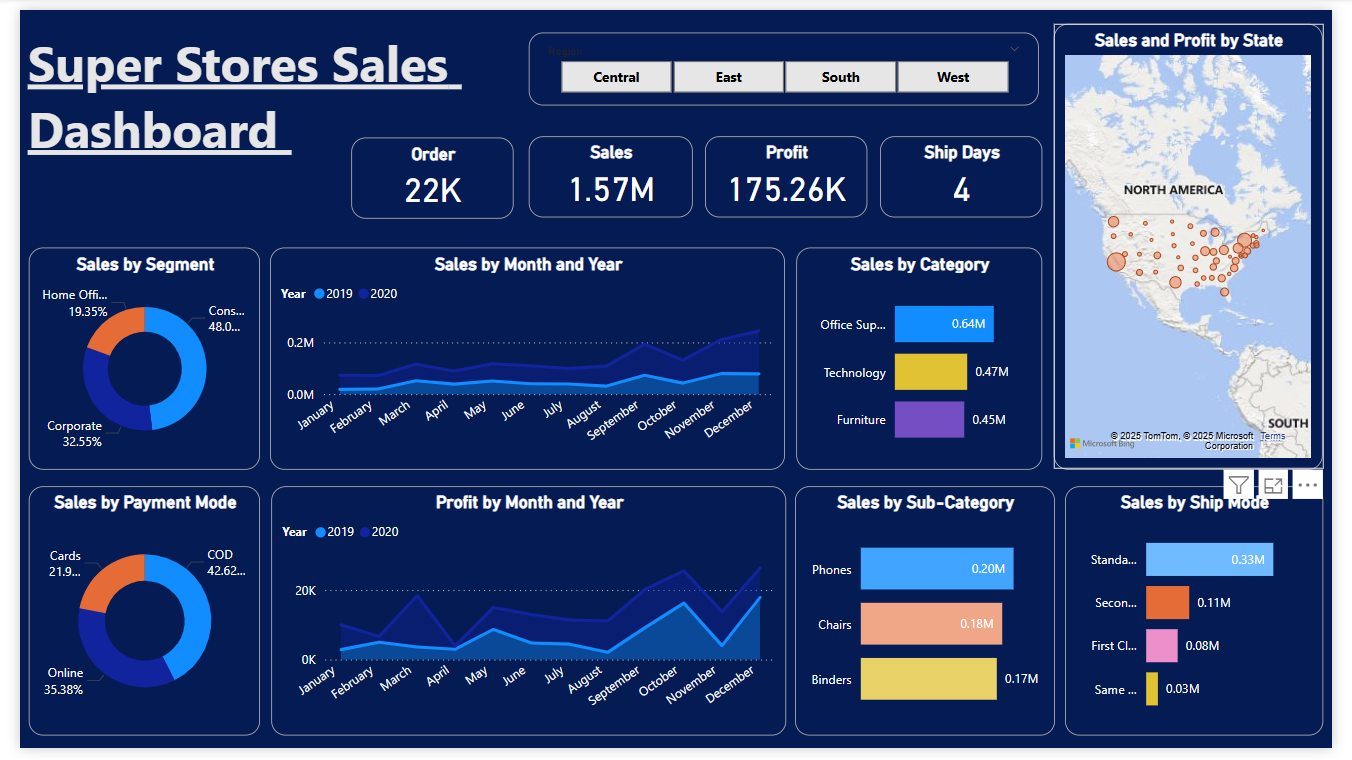 Super Stores Sales
Dashboard
Region
Central
East
South
West
Order
22K
Sales
1.57M
Profit
175.26K
Ship Days
4
Sales and Profit by State
NORTH AMERICA
SOUTH
Microsoft Bing
© 2025 TomTom, © 2025 Microsoft Corporation Terms
Sales by Segment
Home Offi...
19.35%
Cons...
48.0...
Corporate
32.55%
Sales by Month and Year
Year 2019 2020
0.2M
0.0M
January February March April May June July August September October November December
Sales by Category
Office Sup... 0.64M
Technology 0.47M
Furniture 0.45M
Sales by Payment Mode
Cards
21.9...
COD
42.62...
Online
35.38%
Profit by Month and Year
Year 2019 2020
20K
0K
January February March April May June July August September October November December
Sales by Sub-Category
Phones 0.20M
Chairs 0.18M
Binders 0.17M
Sales by Ship Mode
Standa... 0.33M
Secon... 0.11M
First Cl... 0.08M
Same ... 0.03M